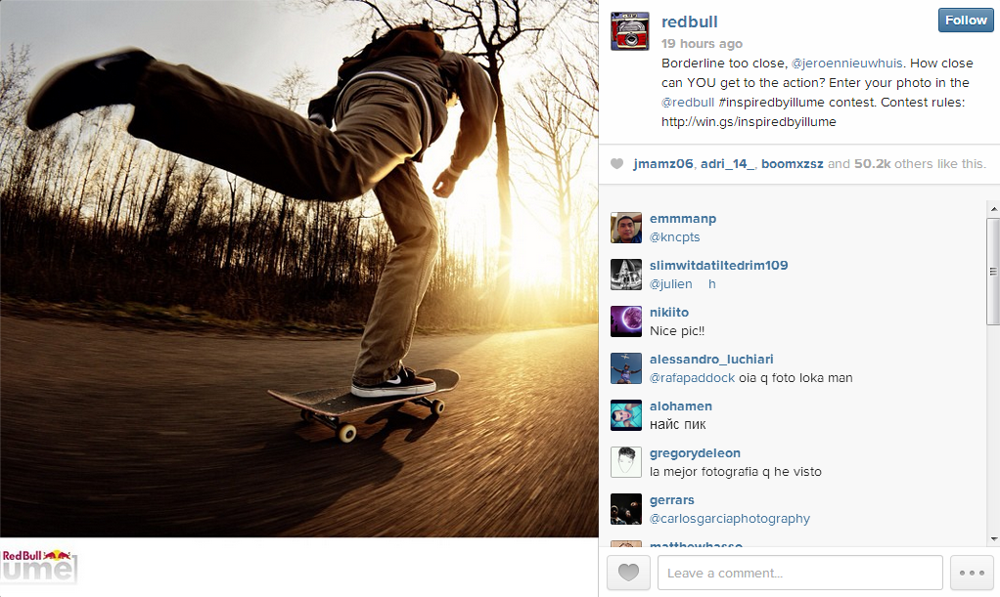 redbull
Follow
19 hours ago
Borderline too close, @jeroennieuwhuis. How close
can YOU get to the action? Enter your photo in the
@redbull #inspiredbyillume contest. Contest rules:
http://win.gs/inspiredbyillume
jmamz06, adri_14_, boomxzsz and 50.2k others like this.
emmmanp
@kncpts
slimwitdatiltedrim109
@julien h
nikiito
Nice pic!!
alessandro_luchiari
@rafapaddock oia q foto loka man
alohamen
найс пик
gregorydeleon
la mejor fotografia q he visto
gerrars
@carlosgarciaphotography
matthewhasso
Red Bull
ume
Leave a comment...